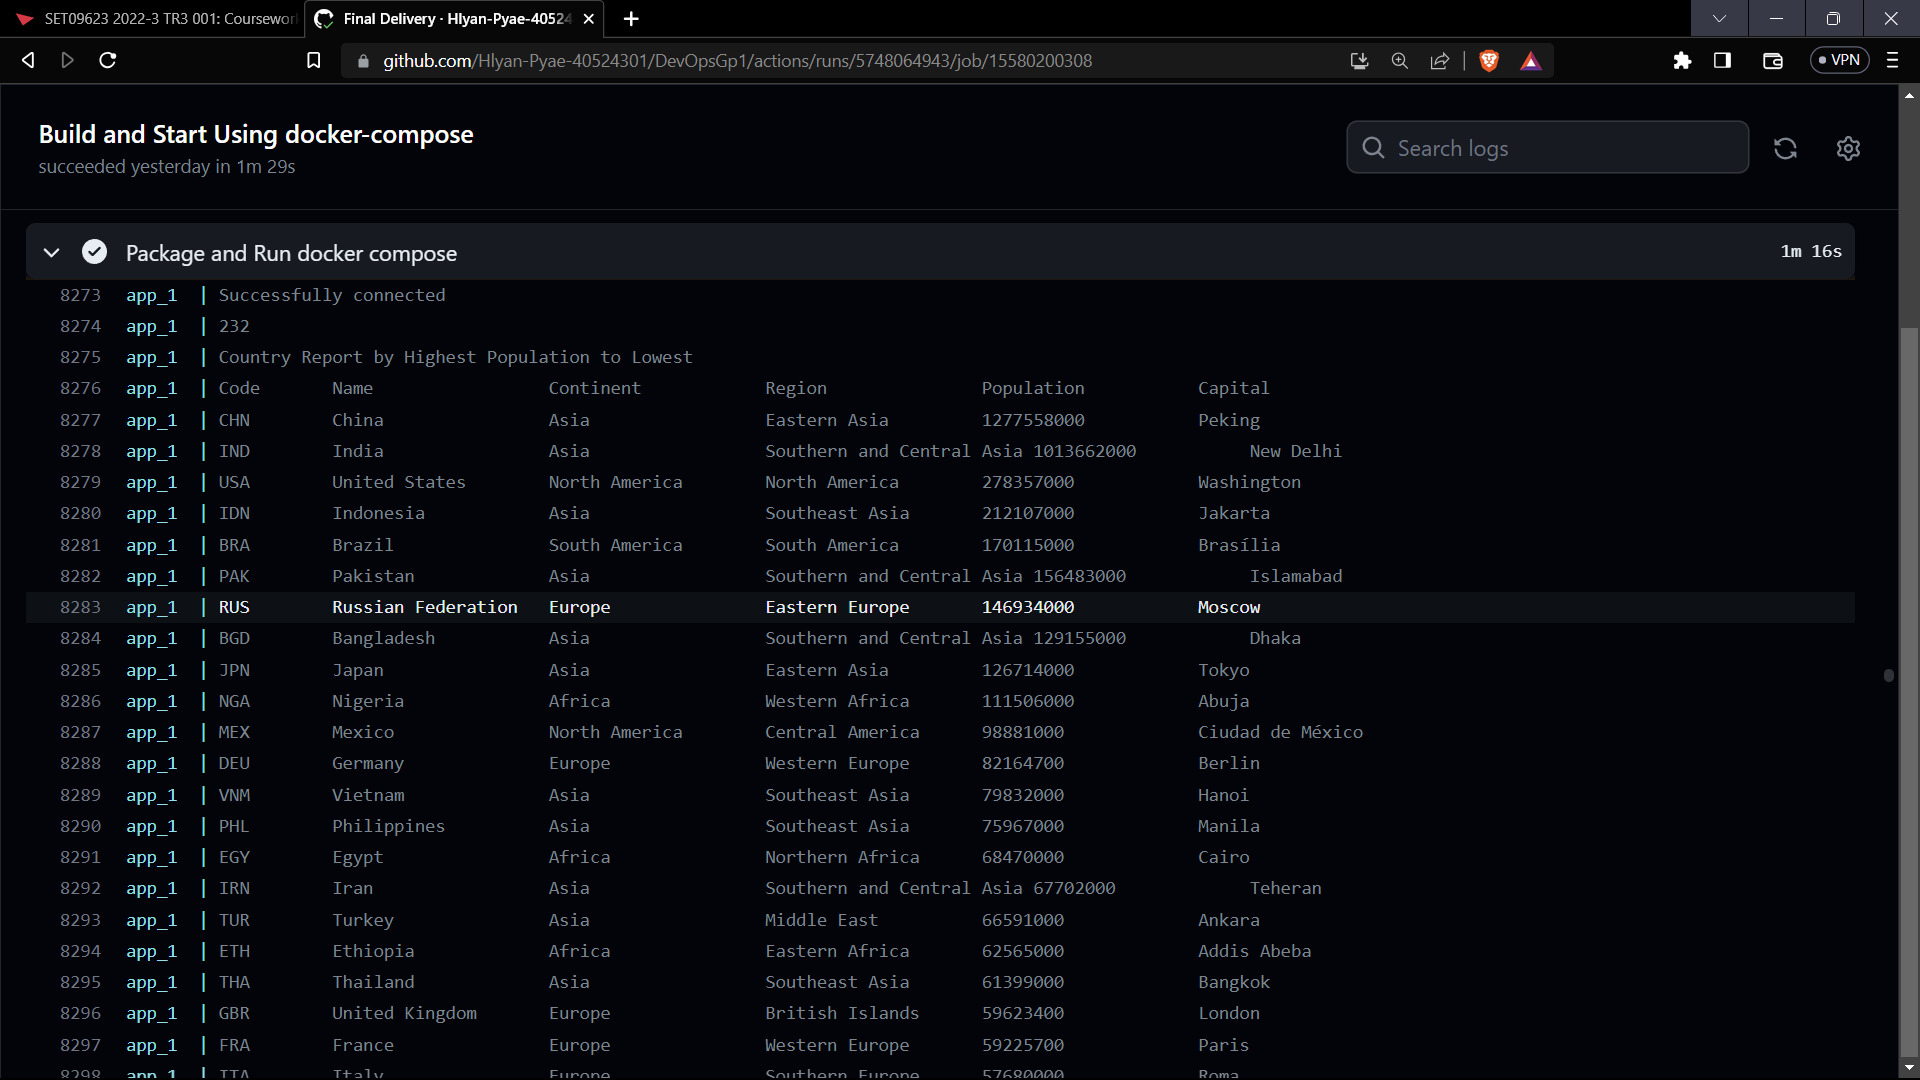 SET09623 2022-3 TR3 001: Coursework
Final Delivery · Hlyan-Pyae-40524
github.com/Hlyan-Pyae-40524301/DevOpsGp1/actions/runs/5748064943/job/15580200308
VPN
Build and Start Using docker-compose
succeeded yesterday in 1m 29s
Search logs
Package and Run docker compose 1m 16s
8273 app_1 | Successfully connected
8274 app_1 | 232
8275 app_1 | Country Report by Highest Population to Lowest
8276 app_1 | Code Name Continent Region Population Capital
8277 app_1 | CHN China Asia Eastern Asia 1277558000 Peking
8278 app_1 | IND India Asia Southern and Central Asia 1013662000 New Delhi
8279 app_1 | USA United States North America North America 278357000 Washington
8280 app_1 | IDN Indonesia Asia Southeast Asia 212107000 Jakarta
8281 app_1 | BRA Brazil South America South America 170115000 Brasília
8282 app_1 | PAK Pakistan Asia Southern and Central Asia 156483000 Islamabad
8283 app_1 | RUS Russian Federation Europe Eastern Europe 146934000 Moscow
8284 app_1 | BGD Bangladesh Asia Southern and Central Asia 129155000 Dhaka
8285 app_1 | JPN Japan Asia Eastern Asia 126714000 Tokyo
8286 app_1 | NGA Nigeria Africa Western Africa 111506000 Abuja
8287 app_1 | MEX Mexico North America Central America 98881000 Ciudad de México
8288 app_1 | DEU Germany Europe Western Europe 82164700 Berlin
8289 app_1 | VNM Vietnam Asia Southeast Asia 79832000 Hanoi
8290 app_1 | PHL Philippines Asia Southeast Asia 75967000 Manila
8291 app_1 | EGY Egypt Africa Northern Africa 68470000 Cairo
8292 app_1 | IRN Iran Asia Southern and Central Asia 67702000 Teheran
8293 app_1 | TUR Turkey Asia Middle East 66591000 Ankara
8294 app_1 | ETH Ethiopia Africa Eastern Africa 62565000 Addis Abeba
8295 app_1 | THA Thailand Asia Southeast Asia 61399000 Bangkok
8296 app_1 | GBR United Kingdom Europe British Islands 59623400 London
8297 app_1 | FRA France Europe Western Europe 59225700 Paris
8298 app_1 | ITA Italy Europe Southern Europe 57680000 Roma